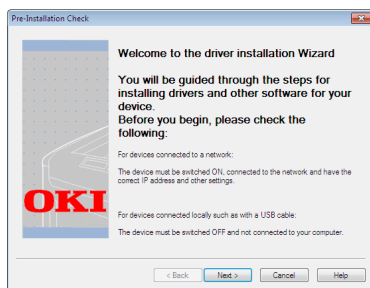 Pre-Installation Check
Welcome to the driver installation Wizard
You will be guided through the steps for
installing drivers and other software for your
device.
Before you begin, please check the
following:
For devices connected to a network:
The device must be switched ON, connected to the network and have the
correct IP address and other settings.
OKI
For devices connected locally such as with a USB cable:
The device must be switched OFF and not connected to your computer.
< Back
Next >
Cancel
Help